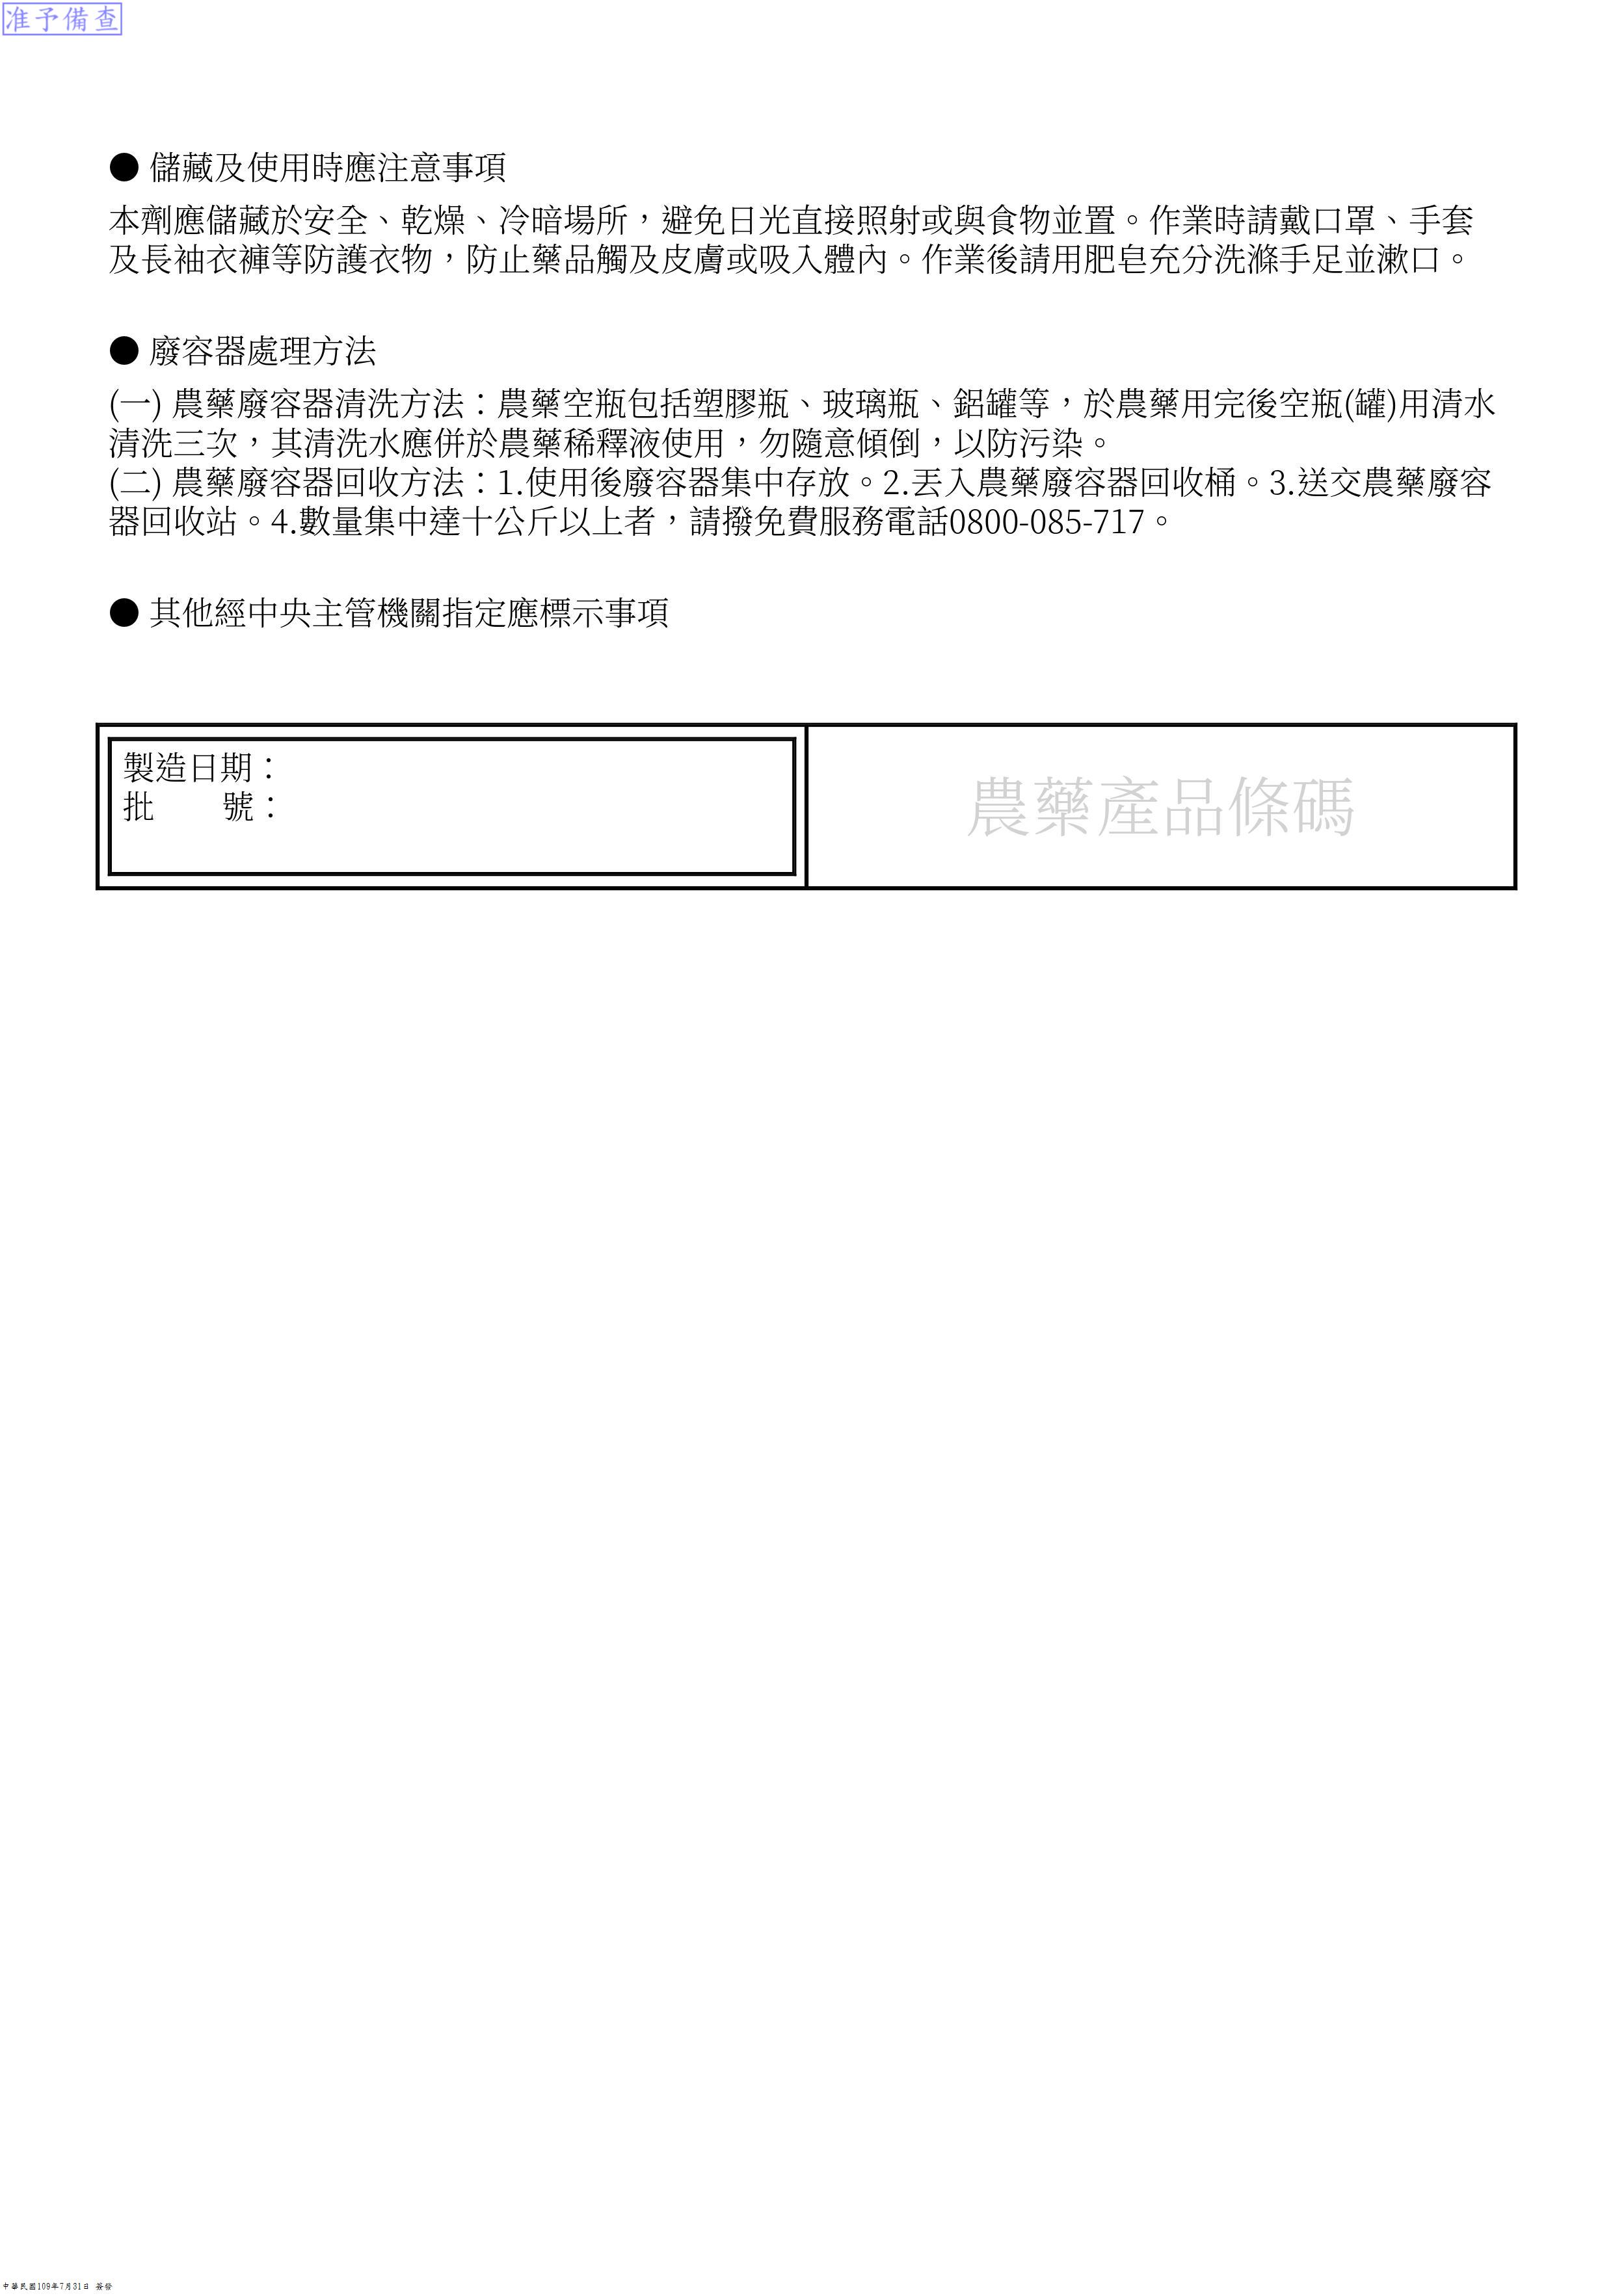 准予備查
● 儲藏及使用時應注意事項
本劑應儲藏於安全、乾燥、冷暗場所，避免日光直接照射或與食物並置。作業時請戴口罩、手套
及長袖衣褲等防護衣物，防止藥品觸及皮膚或吸入體內。作業後請用肥皂充分洗滌手足並漱口。
● 廢容器處理方法
(一) 農藥廢容器清洗方法：農藥空瓶包括塑膠瓶、玻璃瓶、鋁罐等，於農藥用完後空瓶(罐)用清水
清洗三次，其清洗水應併於農藥稀釋液使用，勿隨意傾倒，以防污染。
(二) 農藥廢容器回收方法：1.使用後廢容器集中存放。2.丟入農藥廢容器回收桶。3.送交農藥廢容
器回收站。4.數量集中達十公斤以上者，請撥免費服務電話0800-085-717。
● 其他經中央主管機關指定應標示事項
製造日期：
批　　號：
農藥產品條碼
中華民國109年7月31日 簽發